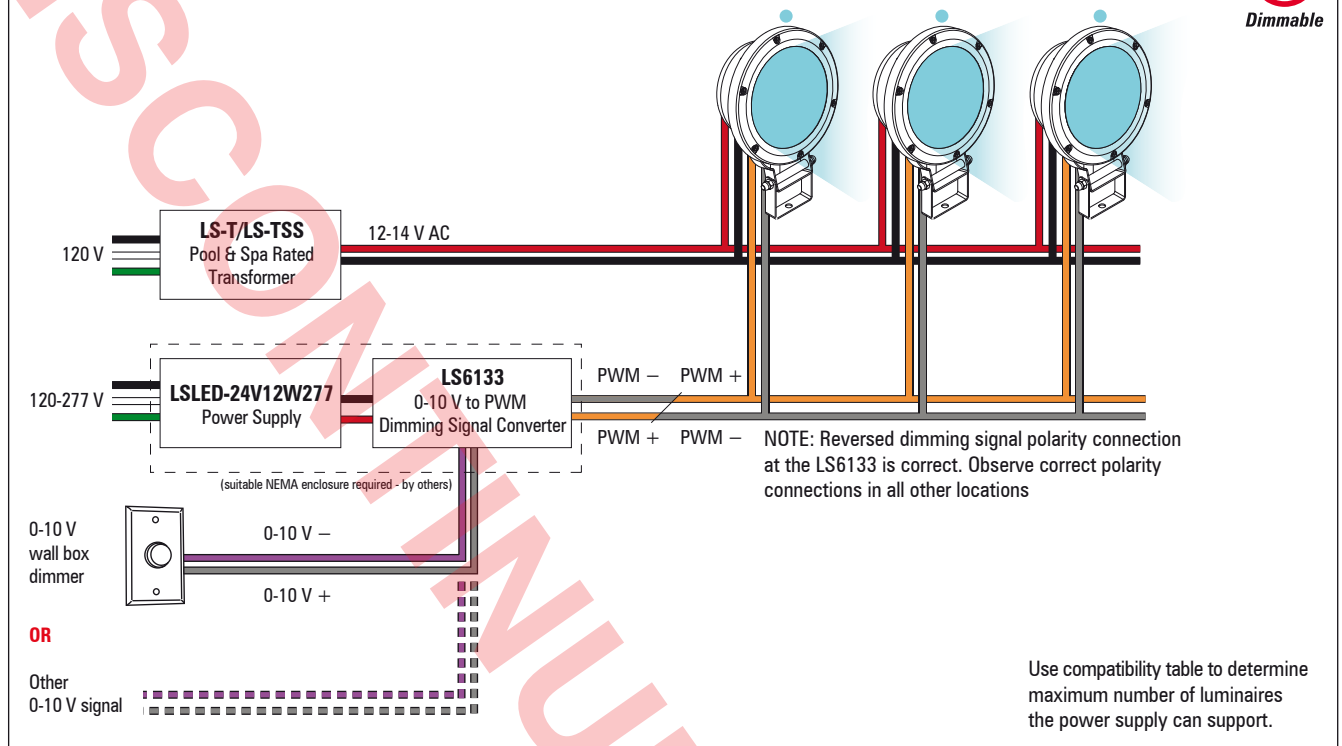 Dimmable
LS-T/LS-TSS
Pool & Spa Rated
Transformer
120 V
12-14 V AC
120-277 V
LSLED-24V12W277
Power Supply
LS6133
0-10 V to PWM
Dimming Signal Converter
PWM − PWM +
PWM + PWM −
NOTE: Reversed dimming signal polarity connection
at the LS6133 is correct. Observe correct polarity
connections in all other locations
(suitable NEMA enclosure required - by others)
0-10 V
wall box
dimmer
0-10 V −
0-10 V +
OR
Other
0-10 V signal
Use compatibility table to determine
maximum number of luminaires
the power supply can support.
SCONTINU